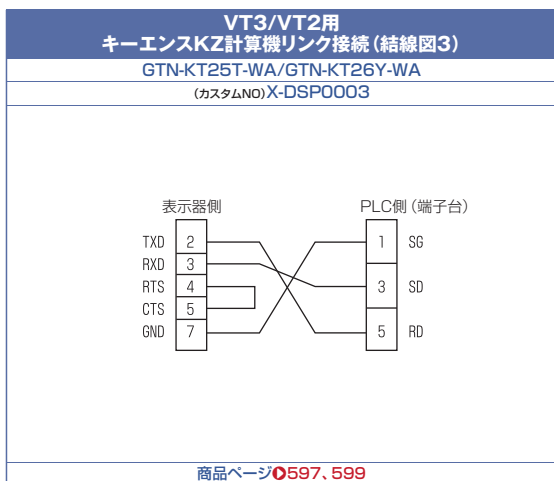 VT3/VT2用
キーエンスKZ計算機リンク接続(結線図3)
GTN-KT25T-WA/GTN-KT26Y-WA
(カスタムNO)X-DSP0003
表示器側 PLC側(端子台)
TXD 2 1 SG
RXD 3
RTS 4 3 SD
CTS 5
GND 7 5 RD
商品ページ597、599